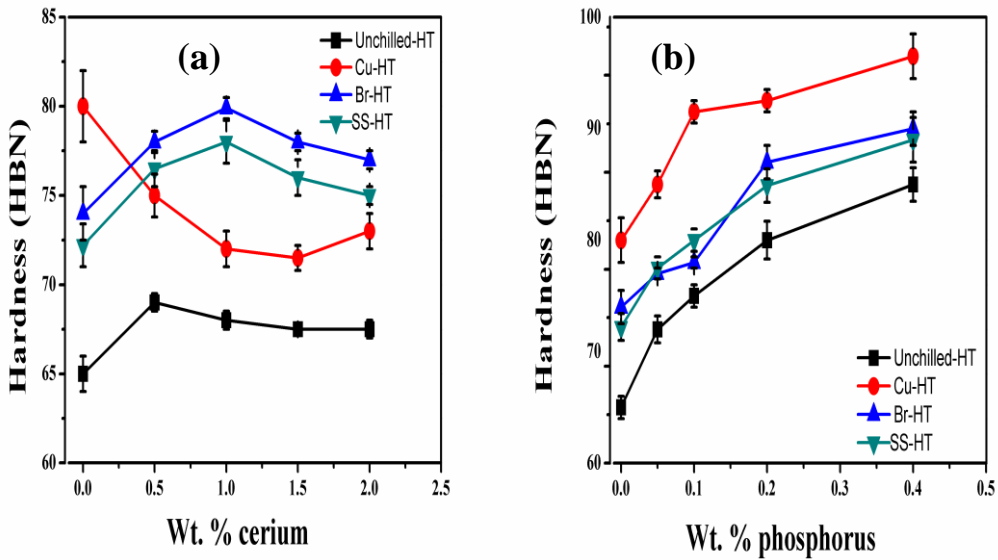 (a)
Unchilled-HT
Cu-HT
Br-HT
SS-HT
85
80
75
70
65
60
Hardness (HBN)
0.0 0.5 1.0 1.5 2.0 2.5
Wt. % cerium
(b)
100
90
80
70
60
Hardness (HBN)
Unchilled-HT
Cu-HT
Br-HT
SS-HT
0.0 0.1 0.2 0.3 0.4 0.5
Wt. % phosphorus